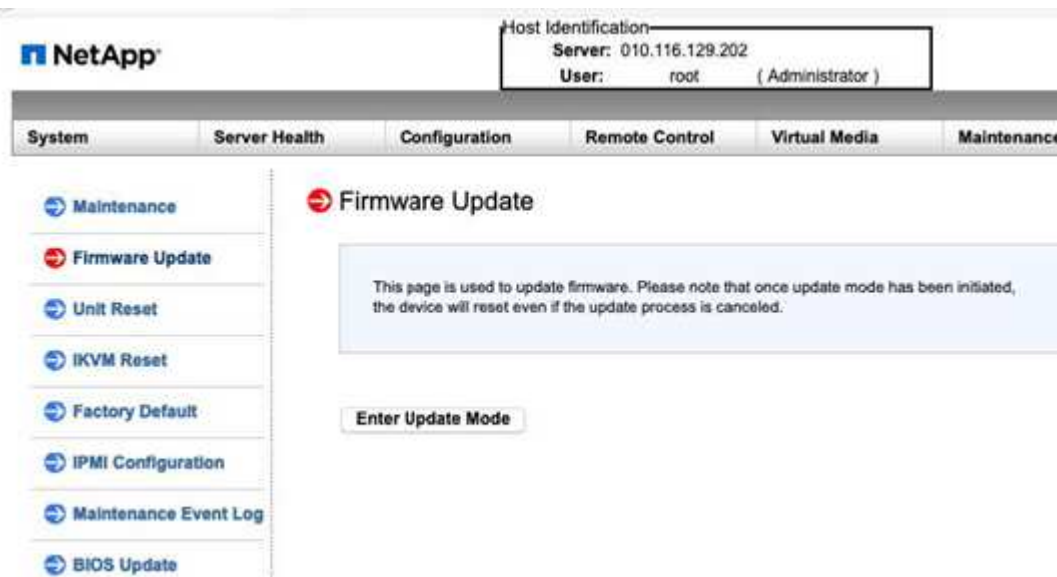 Host Identification
NetApp
Server: 010.116.129.202
User: root ( Administrator )
System Server Health Configuration Remote Control Virtual Media Maintenance
Maintenance
Firmware Update
Unit Reset
IKVM Reset
Factory Default
IPMI Configuration
Maintenance Event Log
BIOS Update
Firmware Update
This page is used to update firmware. Please note that once update mode has been initiated,
the device will reset even if the update process is canceled.
Enter Update Mode